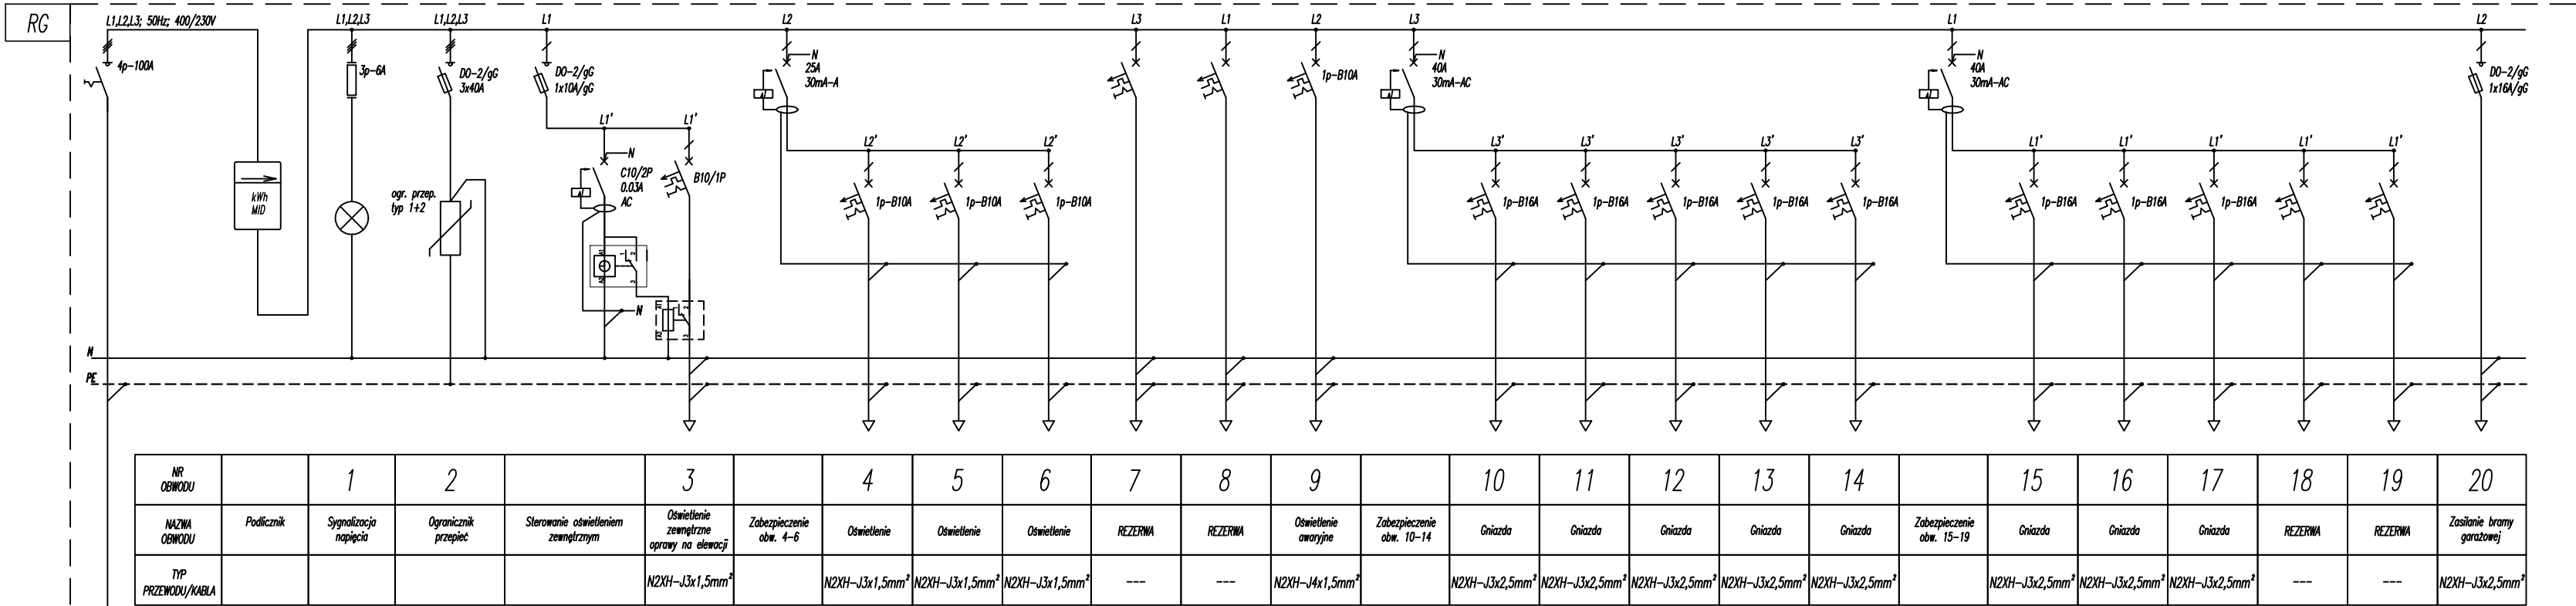 RG
L1,L2,L3; 50Hz; 400/230V
L1,L2,L3
L1,L2,L3
L1
L2
L3
L1
L2
L3
L1
L2
4p-100A
3p-6A
DO-2/gG
3x40A
DO-2/gG
1x10A/gG
N
25A
30mA-A
1p-B10A
N
40A
30mA-AC
N
40A
30mA-AC
DO-2/gG
1x16A/gG
L1'
L1'
L2'
L2'
L2'
L3'
L3'
L3'
L3'
L3'
L1'
L1'
L1'
L1'
L1'
N
C10/2P
0.03A
AC
B10/1P
kWh
MID
ogr. przep.
typ 1+2
1p-B10A
1p-B10A
1p-B10A
1p-B16A
1p-B16A
1p-B16A
1p-B16A
1p-B16A
1p-B16A
1p-B16A
1p-B16A
A1
1
2
A2
3
N
A1
1
2
A2
3
N
PE
NR
OBWODU
1
2
3
4
5
6
7
8
9
10
11
12
13
14
15
16
17
18
19
20
NAZWA
OBWODU
Podlicznik
Sygnalizacja
napięcia
Ogranicznik
przepięć
Sterowanie oświetleniem
zewnętrznym
Oświetlenie
zewnętrzne
oprawy na elewacji
Zabezpieczenie
obw. 4-6
Oświetlenie
Oświetlenie
Oświetlenie
REZERWA
REZERWA
Oświetlenie
awaryjne
Zabezpieczenie
obw. 10-14
Gniazda
Gniazda
Gniazda
Gniazda
Gniazda
Zabezpieczenie
obw. 15-19
Gniazda
Gniazda
Gniazda
REZERWA
REZERWA
Zasilanie bramy
garażowej
TYP
PRZEWODU/KABLA
N2XH-J3x1,5mm²
N2XH-J3x1,5mm²
N2XH-J3x1,5mm²
N2XH-J3x1,5mm²
---
---
N2XH-J4x1,5mm²
N2XH-J3x2,5mm²
N2XH-J3x2,5mm²
N2XH-J3x2,5mm²
N2XH-J3x2,5mm²
N2XH-J3x2,5mm²
N2XH-J3x2,5mm²
N2XH-J3x2,5mm²
N2XH-J3x2,5mm²
---
---
N2XH-J3x2,5mm²